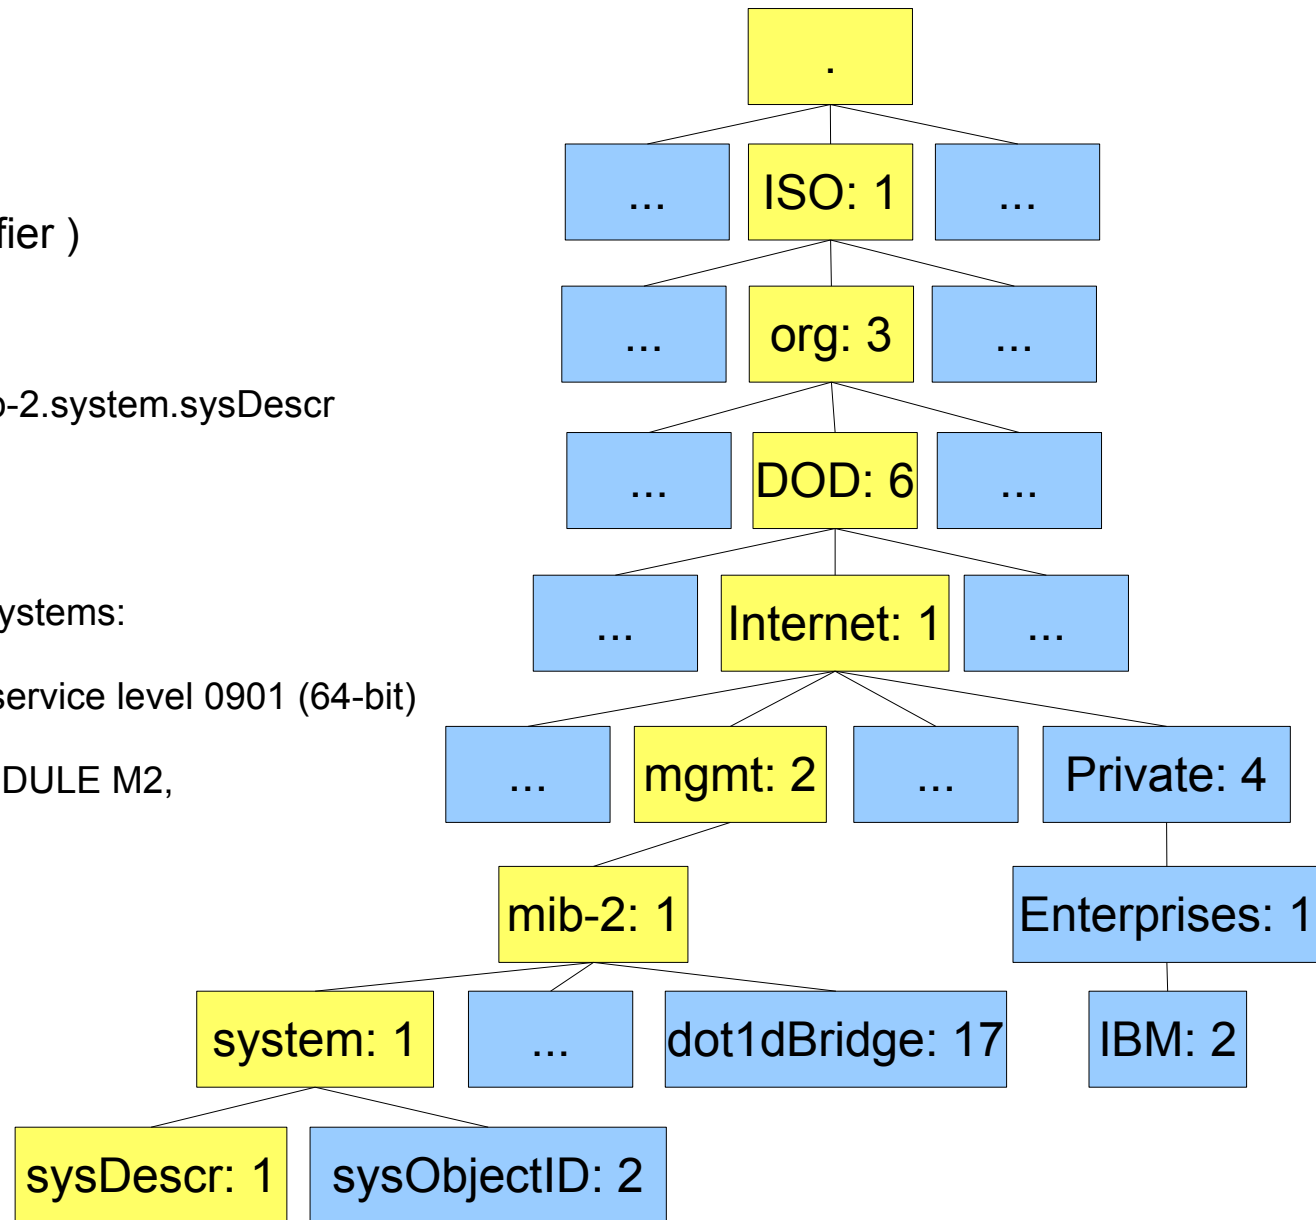 .
... ISO: 1 ...
fier )
... org: 3 ...
o-2.system.sysDescr
... DOD: 6 ...
ystems:
... Internet: 1 ...
service level 0901 (64-bit)
DULE M2,
... mgmt: 2 ... Private: 4
mib-2: 1 Enterprises: 1
system: 1 ... dot1dBridge: 17 IBM: 2
sysDescr: 1 sysObjectID: 2